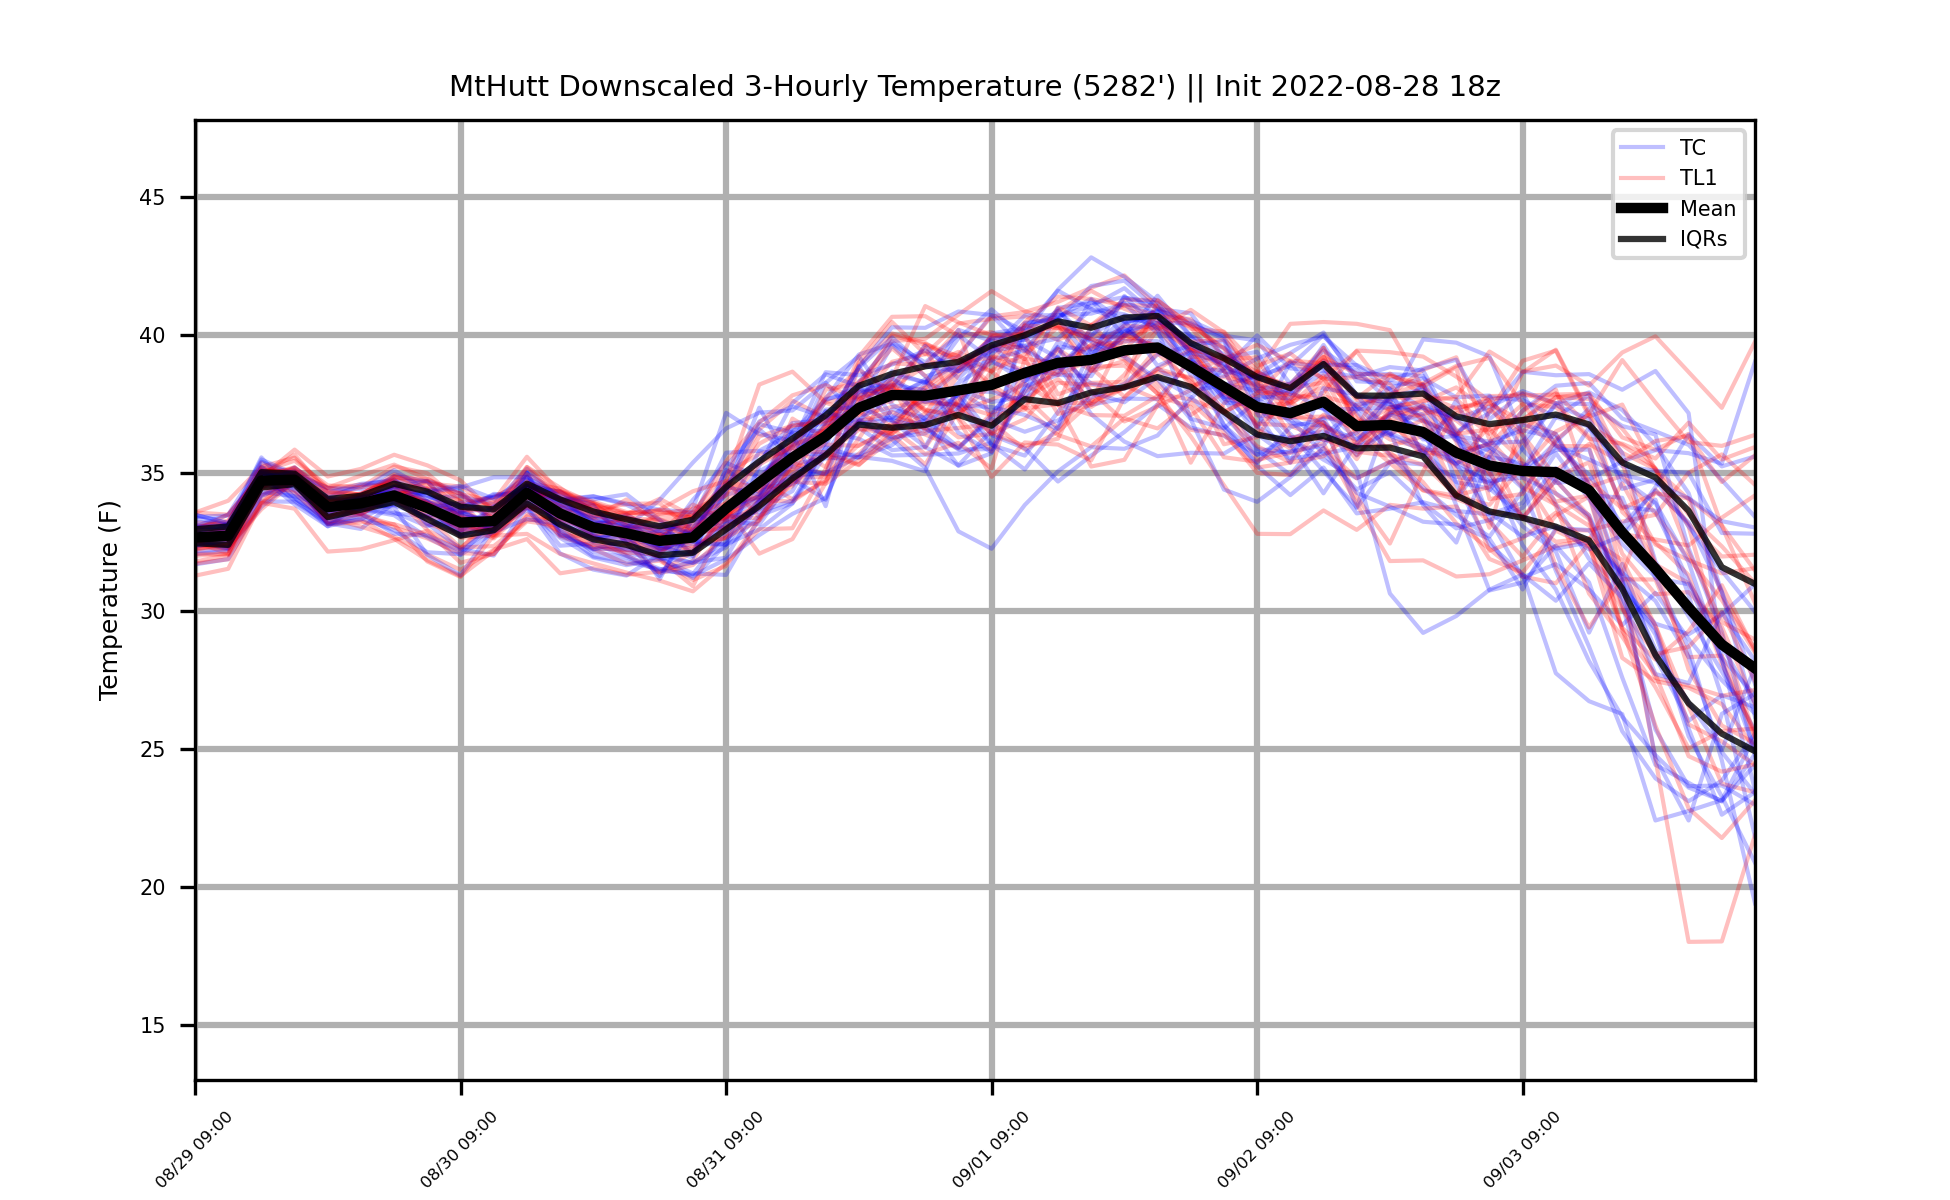 MtHutt Downscaled 3-Hourly Temperature (5282') || Init 2022-08-28 18z
TC
TL1
Mean
IQRs
Temperature (F)
45
40
35
30
25
20
15
08/29 09:00
08/30 09:00
08/31 09:00
09/01 09:00
09/02 09:00
09/03 09:00